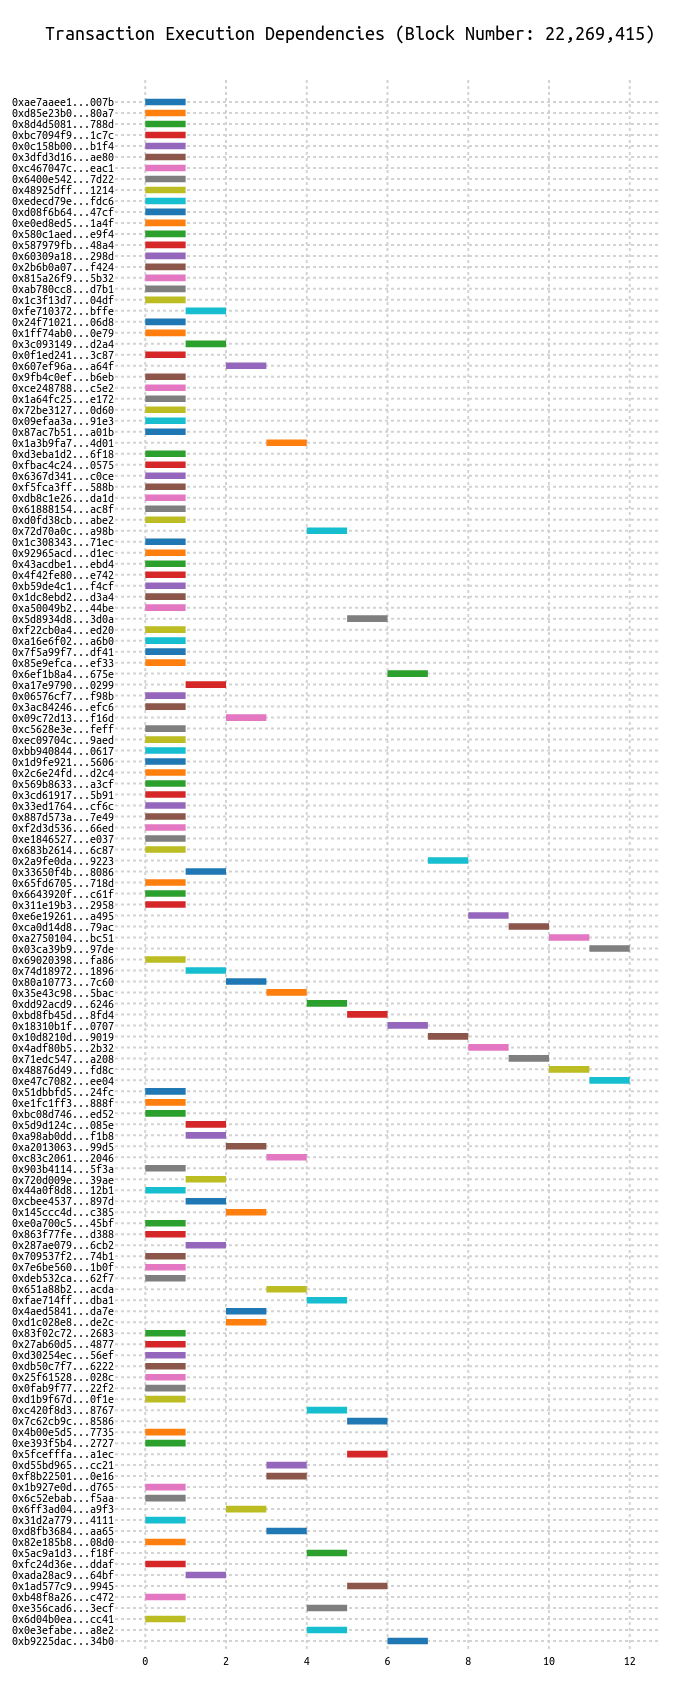 Transaction Execution Dependencies (Block Number: 22,269,415)
0xae7aaee1...007b
0xd85e23b0...80a7
0x8d4d5081...788d
0xbc7094f9...1c7c
0x0c158b00...b1f4
0x3dfd3d16...ae80
0xc467047c...eac1
0x6400e542...7d22
0x48925dff...1214
0xedecd79e...fdc6
0xd08f6b64...47cf
0xe0ed8ed5...1a4f
0x580c1aed...e9f4
0x587979fb...48a4
0x60309a18...298d
0x2b6b0a07...f424
0x815a26f9...5b32
0xab780cc8...d7b1
0x1c3f13d7...04df
0xfe710372...bffe
0x24f71021...06d8
0x1ff74ab0...0e79
0x3c093149...d2a4
0x0f1ed241...3c87
0x607ef96a...a64f
0x9fb4c0ef...b6eb
0xce248788...c5e2
0x1a64fc25...e172
0x72be3127...0d60
0x09efaa3a...91e3
0x87ac7b51...a01b
0x1a3b9fa7...4d01
0xd3eba1d2...6f18
0xfbac4c24...0575
0x6367d341...c0ce
0xf5fca3ff...588b
0xdb8c1e26...da1d
0x61888154...ac8f
0xd0fd38cb...abe2
0x72d70a0c...a98b
0x1c308343...71ec
0x92965acd...d1ec
0x43acdbe1...ebd4
0x4f42fe80...e742
0xb59de4c1...f4cf
0x1dc8ebd2...d3a4
0xa50049b2...44be
0x5d8934d8...3d0a
0xf22cb0a4...ed20
0xa16e6f02...a6b0
0x7f5a99f7...df41
0x85e9efca...ef33
0x6ef1b8a4...675e
0xa17e9790...0299
0x06576cf7...f98b
0x3ac84246...efc6
0x09c72d13...f16d
0xc5628e3e...feff
0xec09704c...9aed
0xbb940844...0617
0x1d9fe921...5606
0x2c6e24fd...d2c4
0x569b8633...a3cf
0x3cd61917...5b91
0x33ed1764...cf6c
0x887d573a...7e49
0xf2d3d536...66ed
0xe1846527...e037
0x683b2614...6c87
0x2a9fe0da...9223
0x33650f4b...8086
0x65fd6705...718d
0x6643920f...c61f
0x311e19b3...2958
0xe6e19261...a495
0xca0d14d8...79ac
0xa2750104...bc51
0x03ca39b9...97de
0x69020398...fa86
0x74d18972...1896
0x80a10773...7c60
0x35e43c98...5bac
0xdd92acd9...6246
0xbd8fb45d...8fd4
0x18310b1f...0707
0x10d8210d...9019
0x4adf80b5...2b32
0x71edc547...a208
0x48876d49...fd8c
0xe47c7082...ee04
0x51dbbfd5...24fc
0xe1fc1ff3...888f
0xbc08d746...ed52
0x5d9d124c...085e
0xa98ab0dd...f1b8
0xa2013063...99d5
0xc83c2061...2046
0x903b4114...5f3a
0x720d009e...39ae
0x44a0f8d8...12b1
0xcbee4537...897d
0x145ccc4d...c385
0xe0a700c5...45bf
0x863f77fe...d388
0x287ae079...6cb2
0x709537f2...74b1
0x7e6be560...1b0f
0xdeb532ca...62f7
0x651a88b2...acda
0xfae714ff...dba1
0x4aed5841...da7e
0xd1c028e8...de2c
0x83f02c72...2683
0x27ab60d5...4877
0xd30254ec...56ef
0xdb50c7f7...6222
0x25f61528...028c
0x0fab9f77...22f2
0xd1b9f67d...0f1e
0xc420f8d3...8767
0x7c62cb9c...8586
0x4b00e5d5...7735
0xe393f5b4...2727
0x5fcefffa...a1ec
0xd55bd965...cc21
0xf8b22501...0e16
0x1b927e0d...d765
0x6c52ebab...f5aa
0x6ff3ad04...a9f3
0x31d2a779...4111
0xd8fb3684...aa65
0x82e185b8...08d0
0x5ac9a1d3...f18f
0xfc24d36e...ddaf
0xada28ac9...64bf
0x1ad577c9...9945
0xb48f8a26...c472
0xe356cad6...3ecf
0x6d04b0ea...cc41
0x0e3efabe...a8e2
0xb9225dac...34b0
0 2 4 6 8 10 12